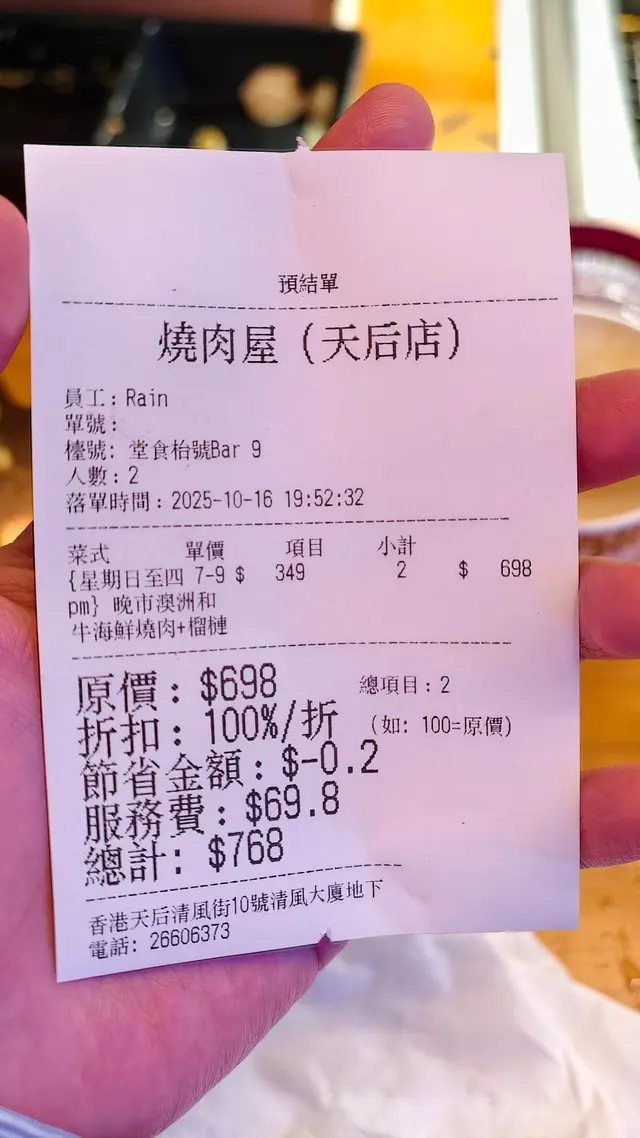 預結單
燒肉屋（天后店）
員工：Rain
單號：
檯號: 堂食枱號Bar 9
人數：2
落單時間：2025-10-16 19:52:32
菜式 單價 項目 小計
{星期日至四 7-9 $ 349 2 $ 698
pm} 晚市澳洲和
牛海鮮燒肉+榴槤
原價：$698 總項目：2
折扣：100%/折 （如: 100=原價）
節省金額：$-0.2
服務費：$69.8
總計：$768
香港天后清風街10號清風大廈地下
電話: 26606373